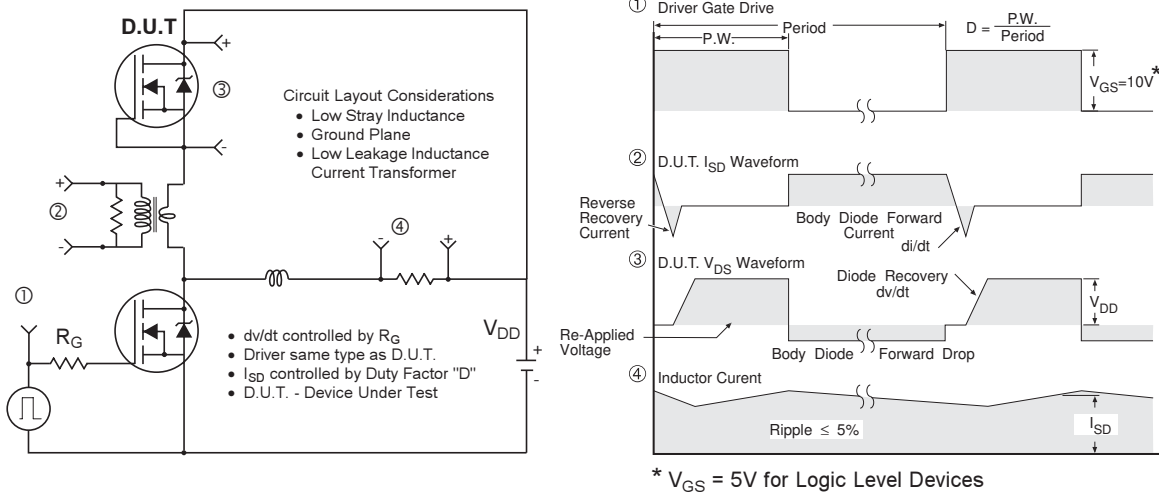 D.U.T
+
③
Circuit Layout Considerations
• Low Stray Inductance
• Ground Plane
• Low Leakage Inductance
Current Transformer
-
+
②
-
④
-
+
①
R_G
• dv/dt controlled by R_G
• Driver same type as D.U.T.
• I_SD controlled by Duty Factor "D"
• D.U.T. - Device Under Test
V_DD
+
-
① Driver Gate Drive
P.W.
Period
D = P.W. / Period
V_GS=10V*
② D.U.T. I_SD Waveform
Reverse
Recovery
Current
Body Diode Forward
Current
di/dt
③ D.U.T. V_DS Waveform
Diode Recovery
dv/dt
V_DD
Re-Applied
Voltage
Body Diode Forward Drop
④ Inductor Curent
Ripple ≤ 5%
I_SD
* V_GS = 5V for Logic Level Devices